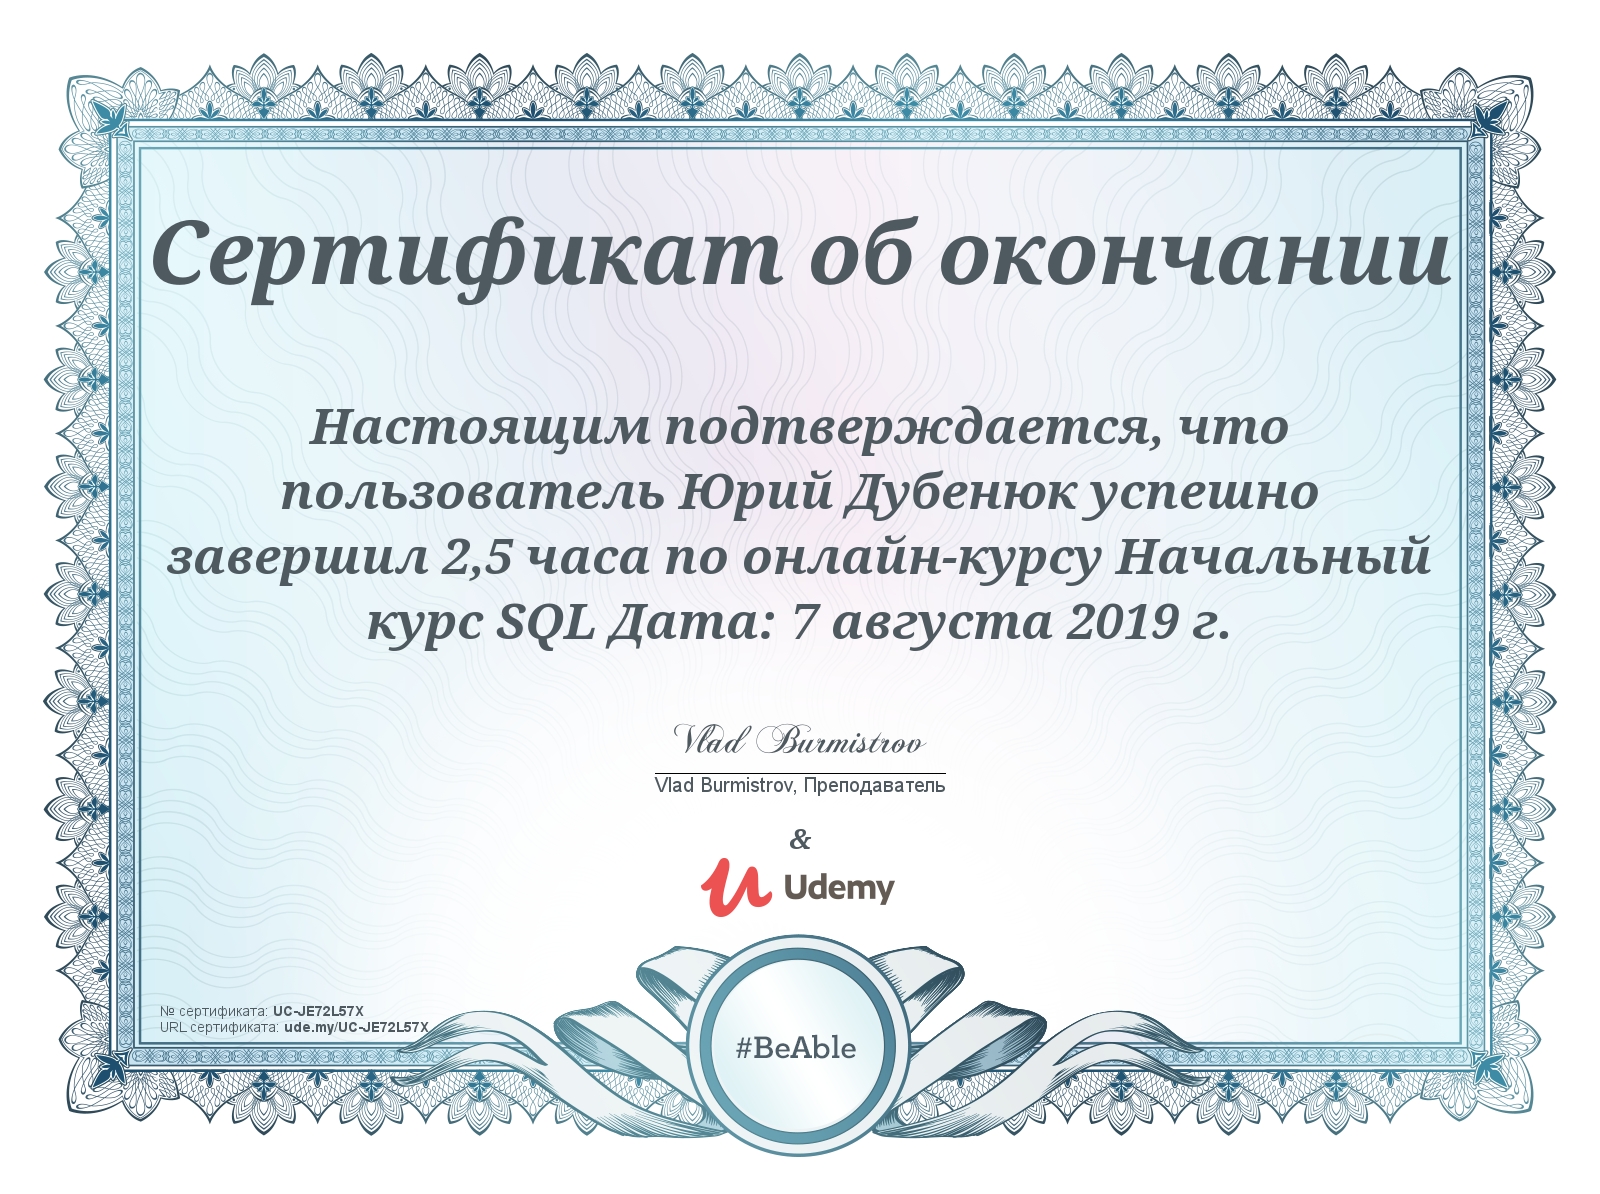 Сертификат об окончании
Настоящим подтверждается, что
пользователь Юрий Дубенюк успешно
завершил 2,5 часа по онлайн-курсу Начальный
курс SQL Дата: 7 августа 2019 г.
Vlad Burmistrov
Vlad Burmistrov, Преподаватель
&
Udemy
№ сертификата: UC-JE72L57X
URL сертификата: ude.my/UC-JE72L57X
#BeAble